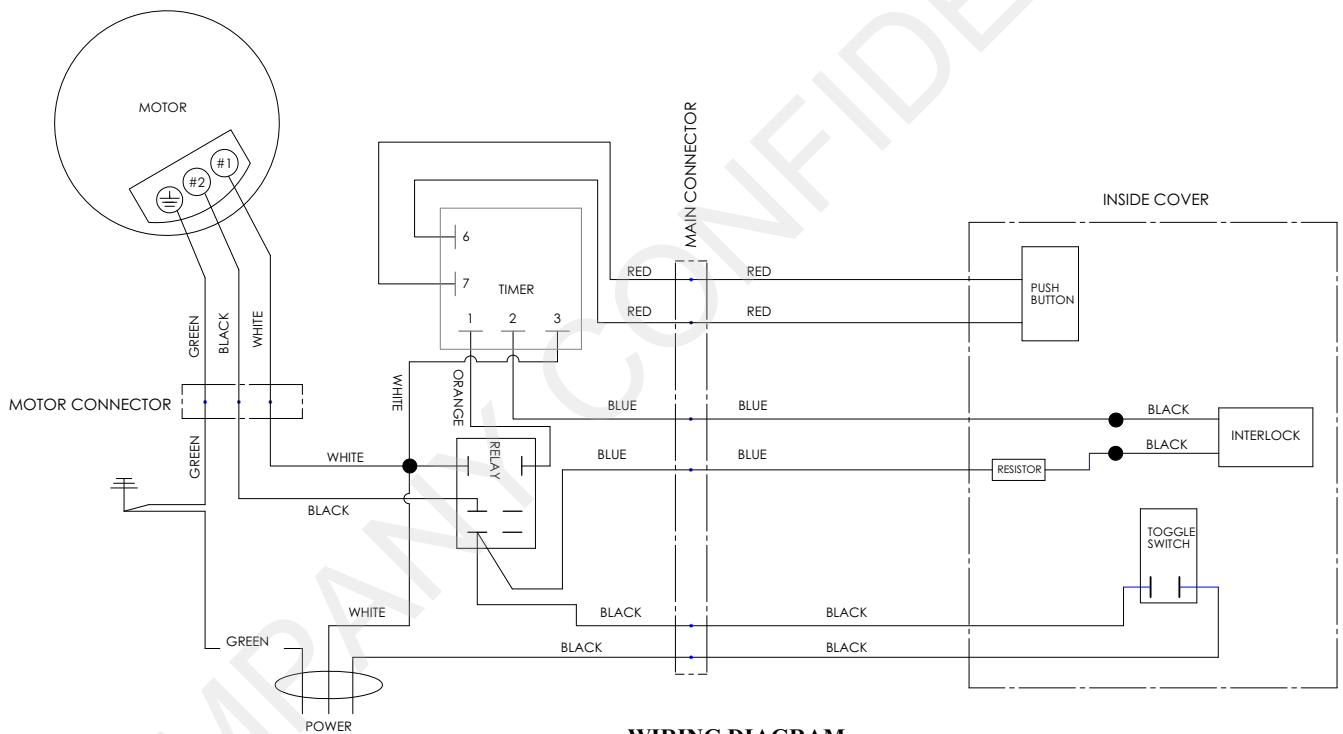 MOTOR
#1
#2
MAIN CONNECTOR
INSIDE COVER
6
7
TIMER
1 2 3
RED RED
RED RED
PUSH
BUTTON
GREEN
BLACK
WHITE
MOTOR CONNECTOR
GREEN
WHITE
ORANGE
BLUE BLUE
BLACK
INTERLOCK
BLACK
WHITE
RELAY
BLUE BLUE
RESISTOR
BLACK
TOGGLE
SWITCH
WHITE
BLACK BLACK
GREEN
BLACK BLACK
POWER
WIRING DIAGRAM
MPANY CONFIDE